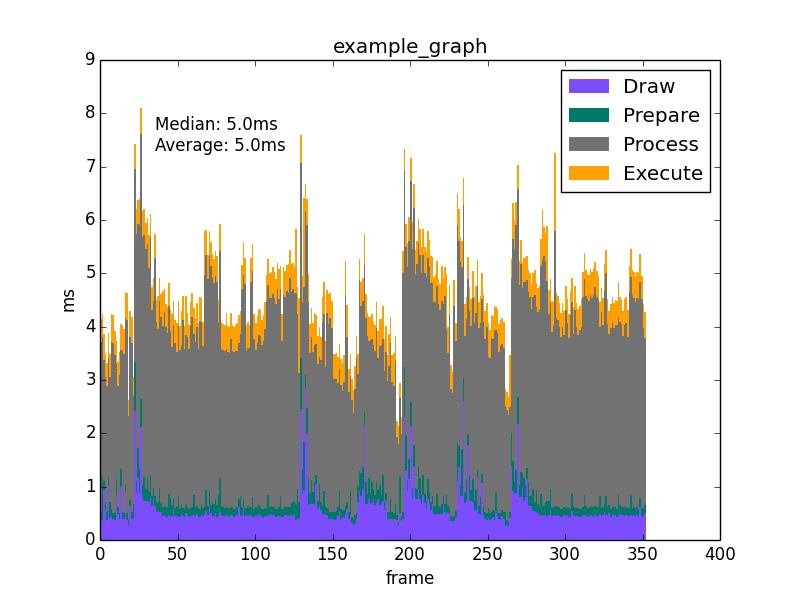 example_graph
Draw
Prepare
Process
Execute
Median: 5.0ms
Average: 5.0ms
ms
9
8
7
6
5
4
3
2
1
0
0 50 100 150 200 250 300 350 400
frame